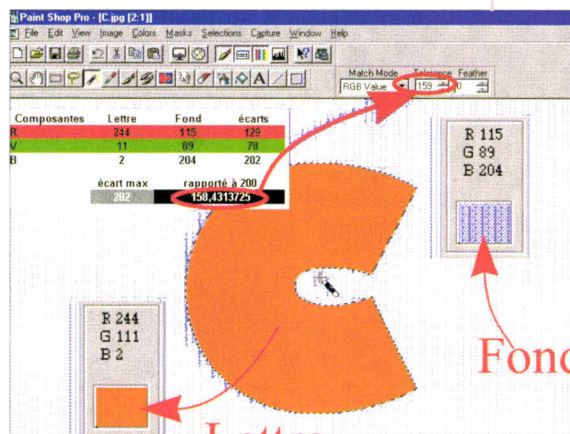 Paint Shop Pro - [C.jpg [2:1]]
File Edit View Image Colors Masks Selections Capture Window Help
Match Mode Tolerance Feather
RGB Value 159 0
Composantes Lettre Fond écarts
R 244 115 129
V 11 89 78
B 2 204 202
écart max rapporté à 200
202 158,4313725
R 115
G 89
B 204
R 244
G 111
B 2
Fond
Lettre